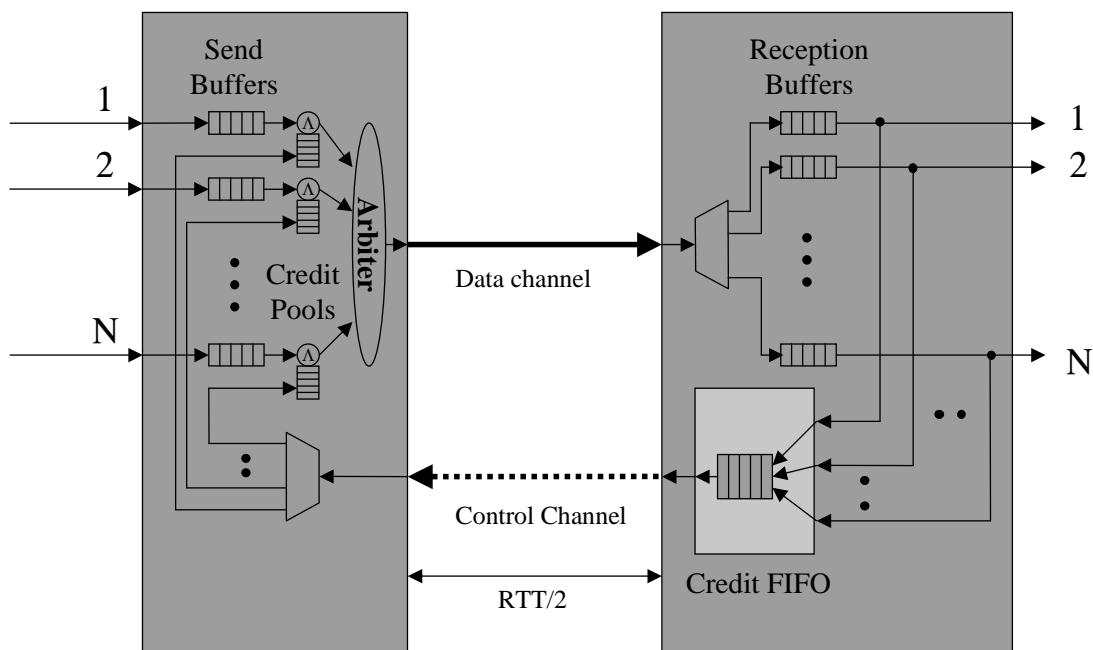 Send
Buffers
Reception
Buffers
1
1
2
2
Arbiter
Λ
Λ
Data channel
Credit
Pools
N
Λ
N
Control Channel
Credit FIFO
RTT/2